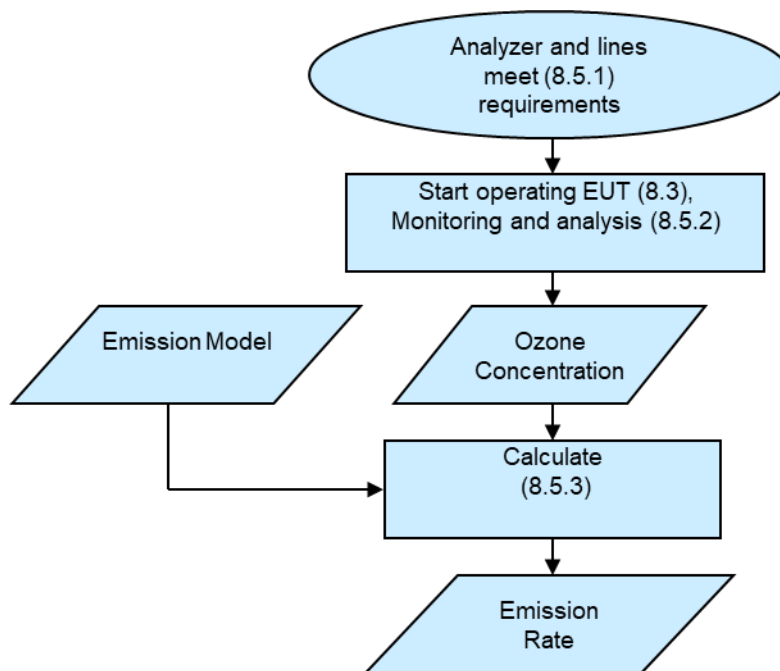 Analyzer and lines
meet (8.5.1)
requirements
Start operating EUT (8.3),
Monitoring and analysis (8.5.2)
Emission Model
Ozone
Concentration
Calculate
(8.5.3)
Emission
Rate